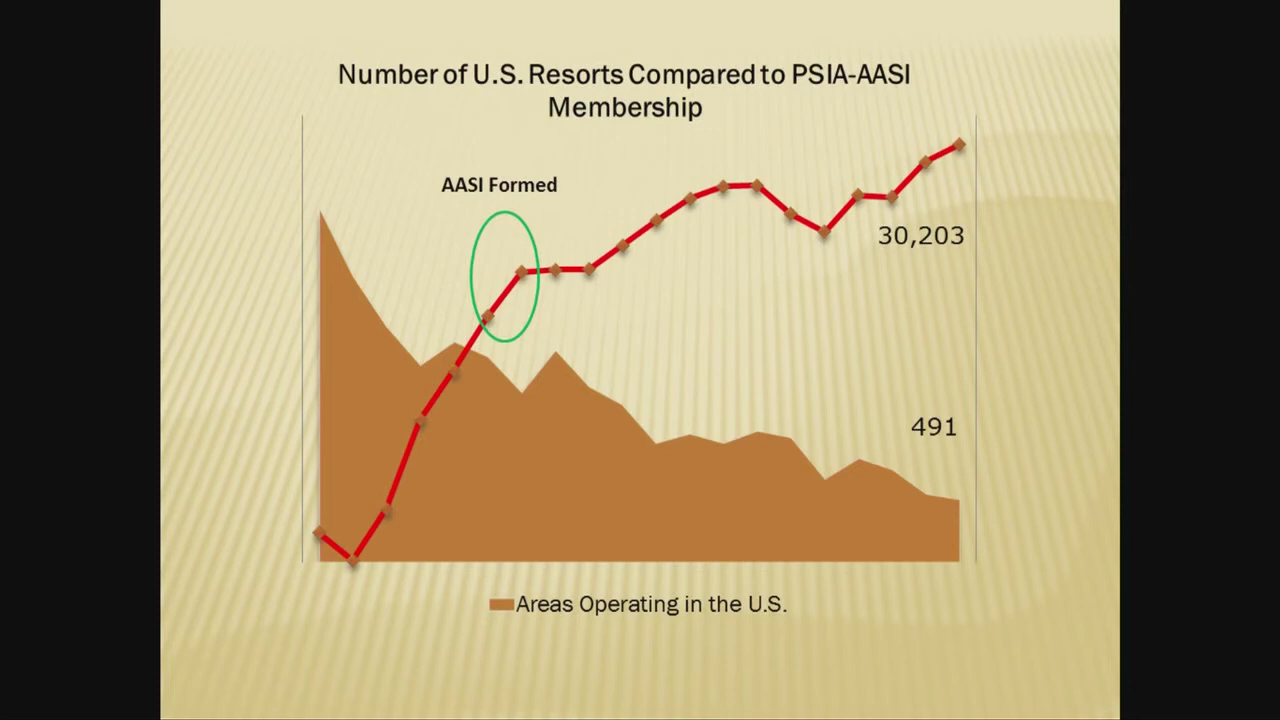 Number of U.S. Resorts Compared to PSIA-AASI
Membership
AASI Formed
30,203
491
Areas Operating in the U.S.